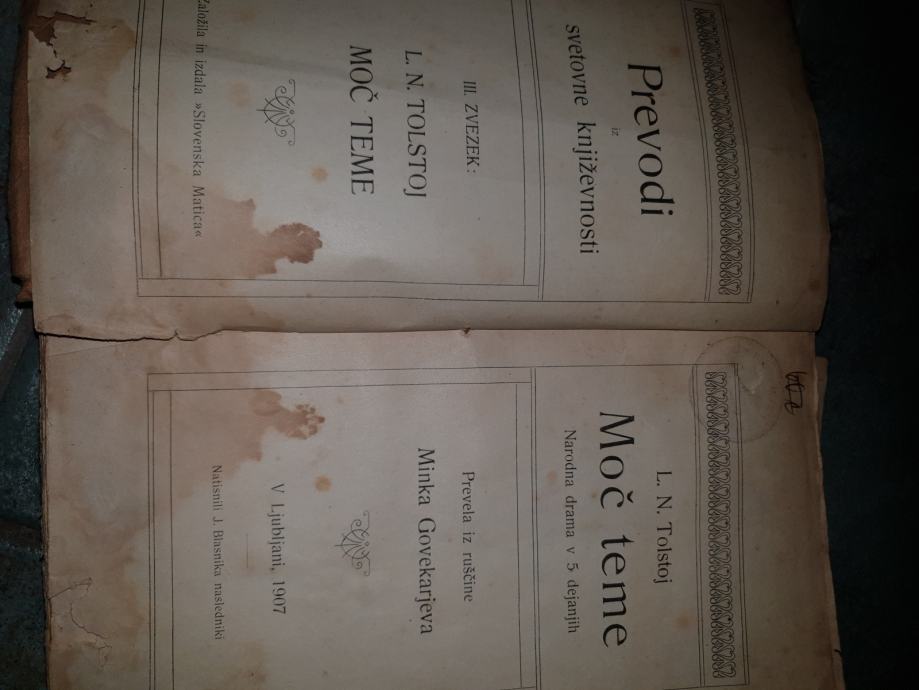 Prevodi
iz
svetovne književnosti
III. ZVEZEK:
L. N. TOLSTOJ
MOČ TEME
Založila in izdala »Slovenska Matica«
L. N. Tolstoj
Moč teme
Narodna drama v 5 dejanjih
Prevela iz ruščine
Minka Govekarjeva
V Ljubljani, 1907
Natisnili J. Blasnika nasledniki